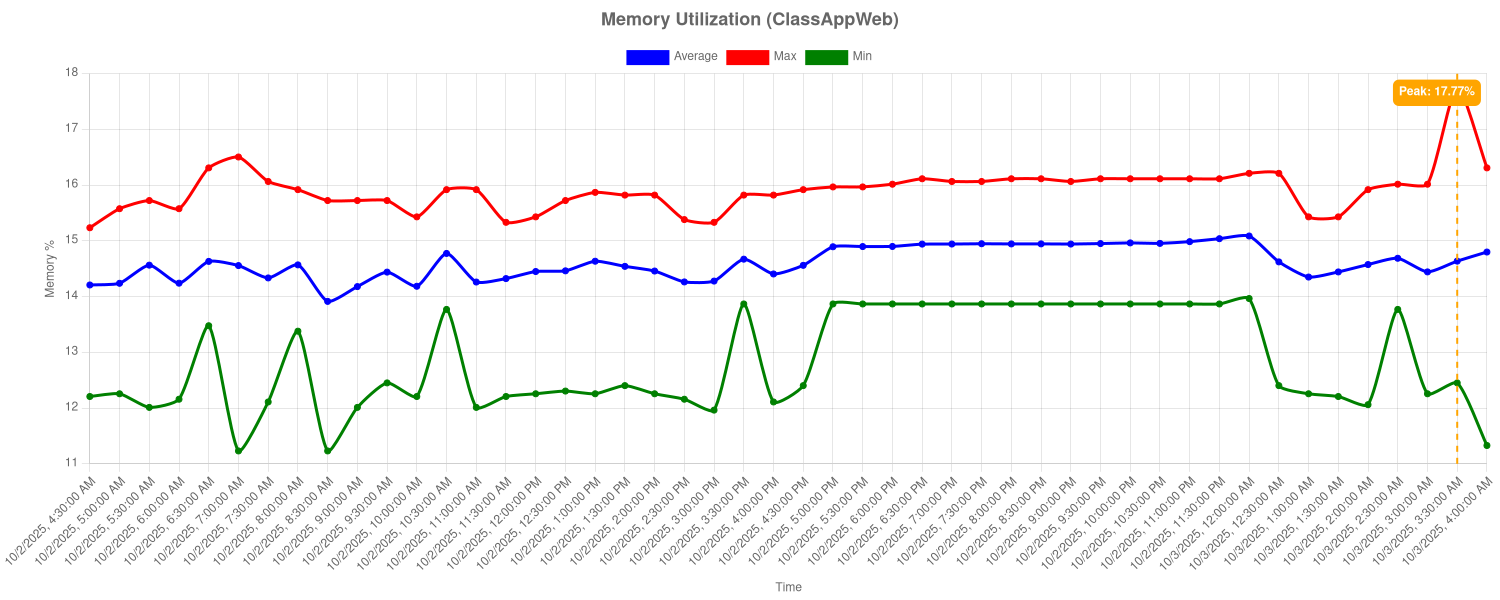 Memory Utilization (ClassAppWeb)
Average Max Min
Peak: 17.77%
18
17
16
15
14
13
12
11
Memory %
10/2/2025, 4:30:00 AM
10/2/2025, 5:00:00 AM
10/2/2025, 5:30:00 AM
10/2/2025, 6:00:00 AM
10/2/2025, 6:30:00 AM
10/2/2025, 7:00:00 AM
10/2/2025, 7:30:00 AM
10/2/2025, 8:00:00 AM
10/2/2025, 8:30:00 AM
10/2/2025, 9:00:00 AM
10/2/2025, 9:30:00 AM
10/2/2025, 10:00:00 AM
10/2/2025, 10:30:00 AM
10/2/2025, 11:00:00 AM
10/2/2025, 11:30:00 AM
10/2/2025, 12:00:00 PM
10/2/2025, 12:30:00 PM
10/2/2025, 1:00:00 PM
10/2/2025, 1:30:00 PM
10/2/2025, 2:00:00 PM
10/2/2025, 2:30:00 PM
10/2/2025, 3:00:00 PM
10/2/2025, 3:30:00 PM
10/2/2025, 4:00:00 PM
10/2/2025, 4:30:00 PM
10/2/2025, 5:00:00 PM
10/2/2025, 5:30:00 PM
10/2/2025, 6:00:00 PM
10/2/2025, 6:30:00 PM
10/2/2025, 7:00:00 PM
10/2/2025, 7:30:00 PM
10/2/2025, 8:00:00 PM
10/2/2025, 8:30:00 PM
10/2/2025, 9:00:00 PM
10/2/2025, 9:30:00 PM
10/2/2025, 10:00:00 PM
10/2/2025, 10:30:00 PM
10/2/2025, 11:00:00 PM
10/2/2025, 11:30:00 PM
10/3/2025, 12:00:00 AM
10/3/2025, 12:30:00 AM
10/3/2025, 1:00:00 AM
10/3/2025, 1:30:00 AM
10/3/2025, 2:00:00 AM
10/3/2025, 2:30:00 AM
10/3/2025, 3:00:00 AM
10/3/2025, 3:30:00 AM
10/3/2025, 4:00:00 AM
Time